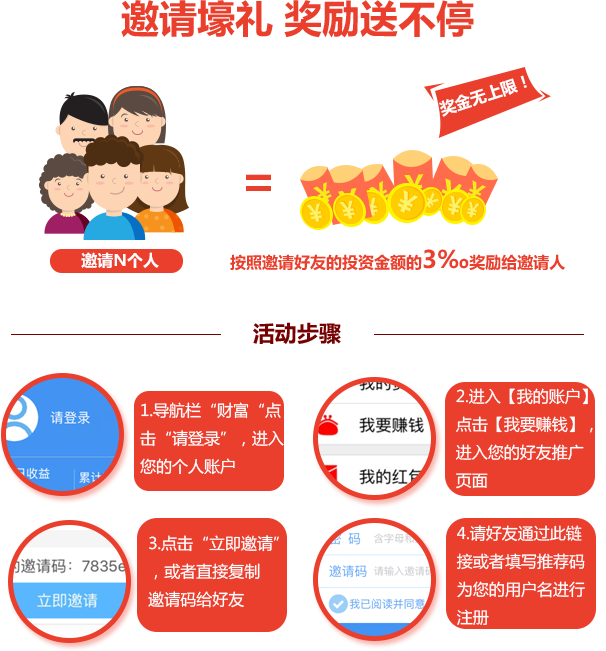 邀请壕礼 奖励送不停
奖金无上限！
=
邀请N个人
按照邀请好友的投资金额的3‰奖励给邀请人
活动步骤
请登录
收益
累计
1.导航栏“财富“点
击“请登录”，进入
您的个人账户
我要赚钱
我的红包
2.进入【我的账户】
点击【我要赚钱】，
进入您的好友推广
页面
邀请码：7835e
立即邀请
3.点击“立即邀请”
，或者直接复制
邀请码给好友
密 码
含字母
邀请码
请输入邀请码
我已阅读并同意
4.请好友通过此链
接或者填写推荐码
为您的用户名进行
注册